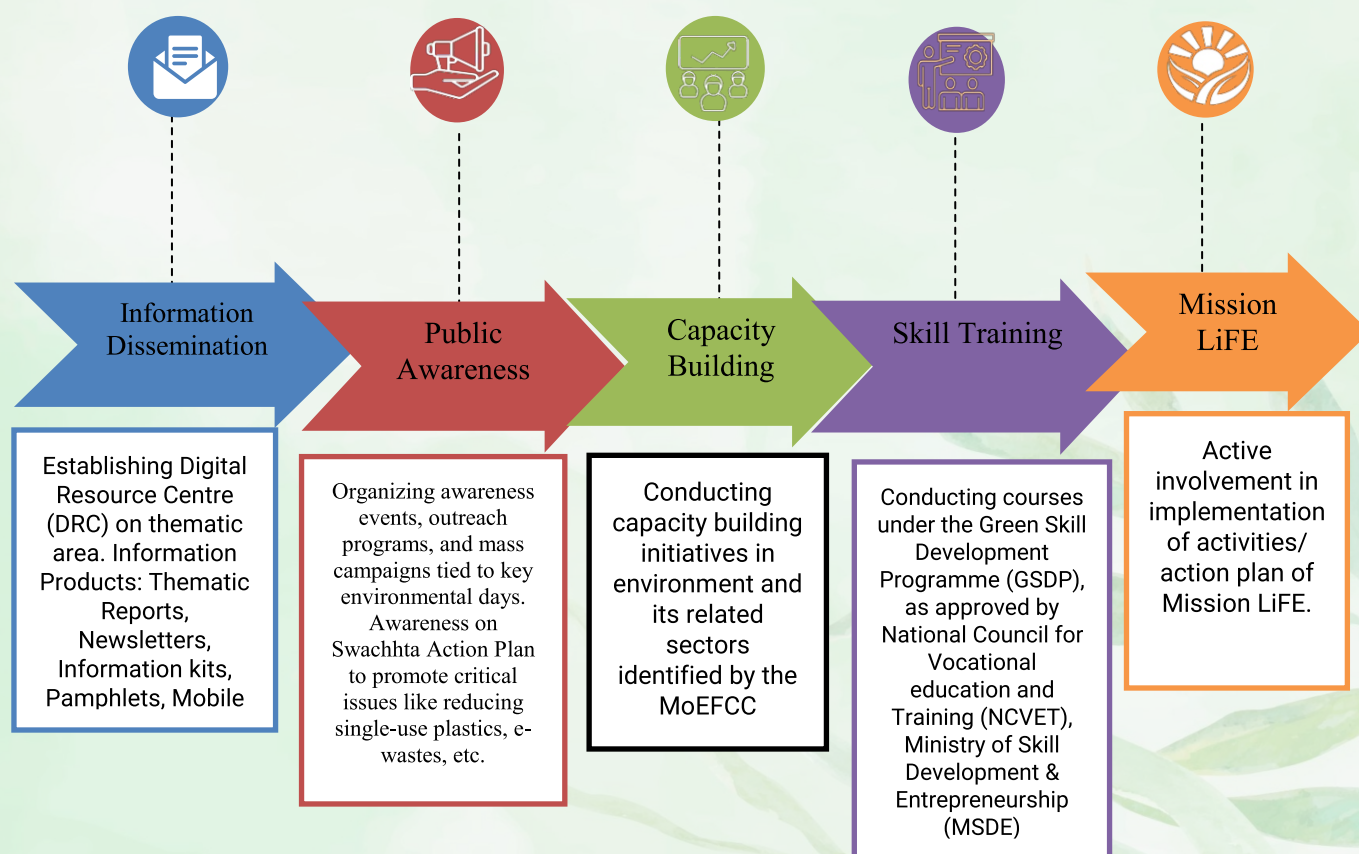 Information
Dissemination
Public
Awareness
Capacity
Building
Skill Training
Mission
LiFE
Establishing Digital
Resource Centre
(DRC) on thematic
area. Information
Products: Thematic
Reports,
Newsletters,
Information kits,
Pamphlets, Mobile
Organizing awareness
events, outreach
programs, and mass
campaigns tied to key
environmental days.
Awareness on
Swachhta Action Plan
to promote critical
issues like reducing
single-use plastics, e-
wastes, etc.
Conducting
capacity building
initiatives in
environment and
its related
sectors
identified by the
MoEFCC
Conducting courses
under the Green Skill
Development
Programme (GSDP),
as approved by
National Council for
Vocational
education and
Training (NCVET),
Ministry of Skill
Development &
Entrepreneurship
(MSDE)
Active
involvement in
implementation
of activities/
action plan of
Mission LiFE.